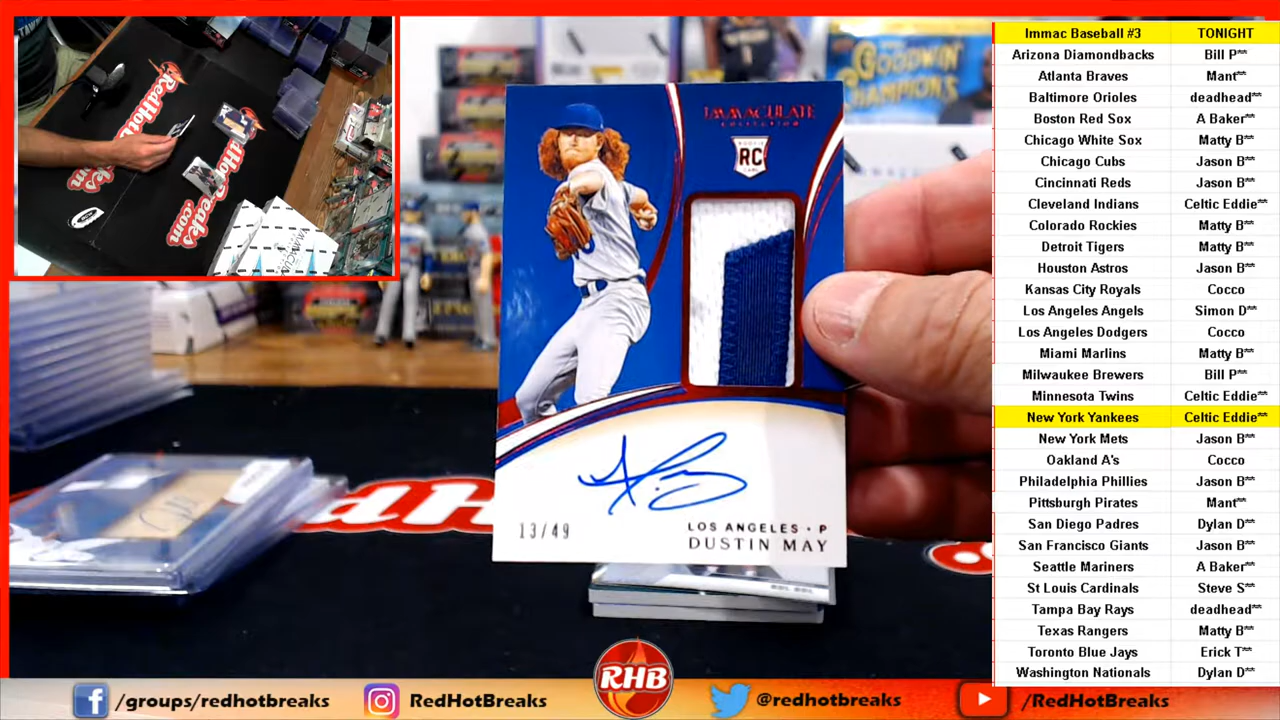 Immac Baseball #3 TONIGHT
Arizona Diamondbacks Bill P**
Atlanta Braves Mant**
Baltimore Orioles deadhead**
Boston Red Sox A Baker**
Chicago White Sox Matty B**
Chicago Cubs Jason B**
Cincinnati Reds Jason B**
Cleveland Indians Celtic Eddie**
Colorado Rockies Matty B**
Detroit Tigers Matty B**
Houston Astros Jason B**
Kansas City Royals Cocco
Los Angeles Angels Simon D**
Los Angeles Dodgers Cocco
Miami Marlins Matty B**
Milwaukee Brewers Bill P**
Minnesota Twins Celtic Eddie**
New York Yankees Celtic Eddie**
New York Mets Jason B**
Oakland A's Cocco
Philadelphia Phillies Jason B**
Pittsburgh Pirates Mant**
San Diego Padres Dylan D**
San Francisco Giants Jason B**
Seattle Mariners A Baker**
St Louis Cardinals Steve S**
Tampa Bay Rays deadhead**
Texas Rangers Matty B**
Toronto Blue Jays Erick T**
Washington Nationals Dylan D**
IMMACULATE
COLLECTION
RC
13/49
LOS ANGELES • P
DUSTIN MAY
GOODWIN
CHAMPIONS
RedHotBreaks.com
dH
RHB
/groups/redhotbreaks RedHotBreaks @redhotbreaks /RedHotBreaks